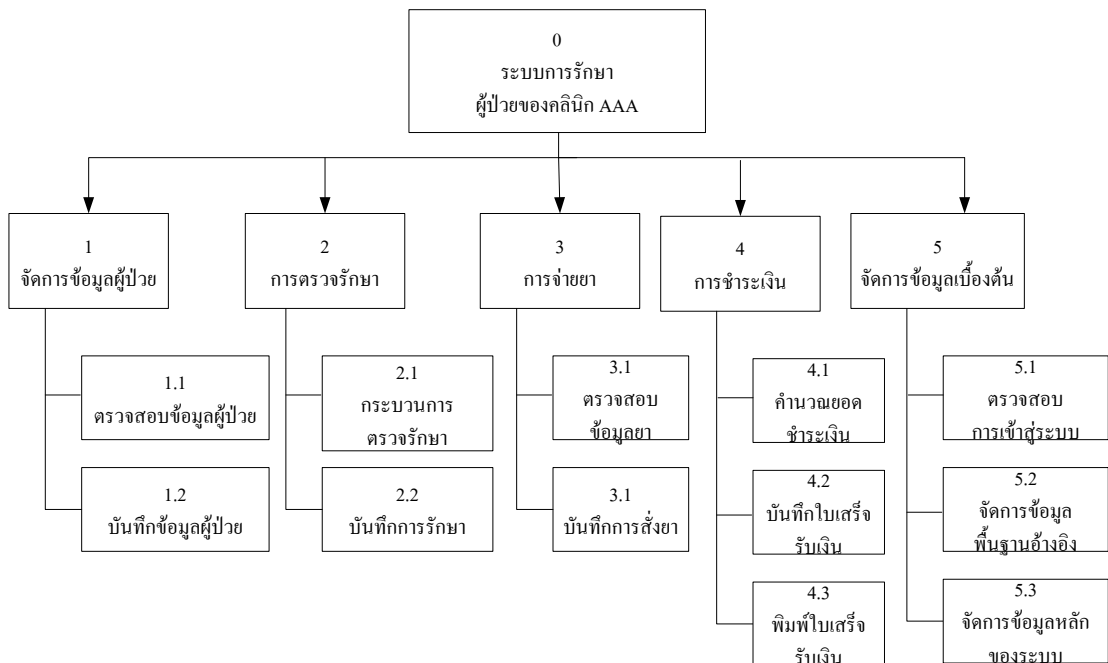 0
ระบบการรักษา
ผู้ป่วยของคลินิก AAA
1
จัดการข้อมูลผู้ป่วย
2
การตรวจรักษา
3
การจ่ายยา
4
การชำระเงิน
5
จัดการข้อมูลเบื้องต้น
1.1
ตรวจสอบข้อมูลผู้ป่วย
1.2
บันทึกข้อมูลผู้ป่วย
2.1
กระบวนการ
ตรวจรักษา
2.2
บันทึกการรักษา
3.1
ตรวจสอบ
ข้อมูลยา
3.1
บันทึกการสั่งยา
4.1
คำนวณยอด
ชำระเงิน
4.2
บันทึกใบเสร็จ
รับเงิน
4.3
พิมพ์ใบเสร็จ
รับเงิน
5.1
ตรวจสอบ
การเข้าสู่ระบบ
5.2
จัดการข้อมูล
พื้นฐานอ้างอิง
5.3
จัดการข้อมูลหลัก
ของระบบ